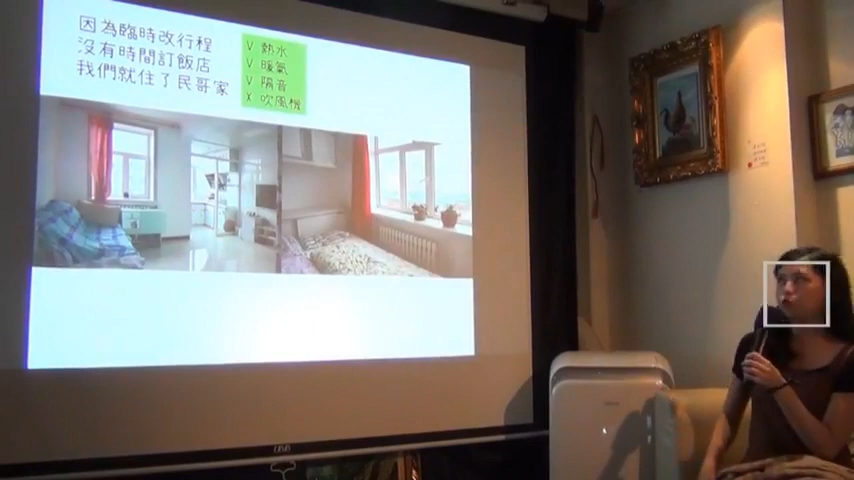 因為臨時改行程
沒有時間訂飯店
我們就住了民哥家
V 熱水
V 暖氣
V 隔音
X 吹風機